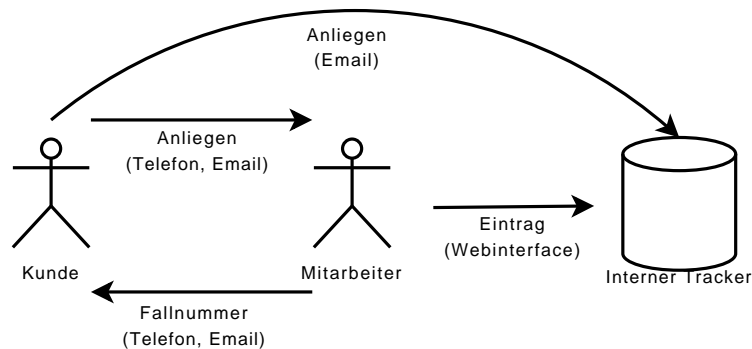 Anliegen
(Email)
Anliegen
(Telefon, Email)
Eintrag
(Webinterface)
Kunde
Mitarbeiter
Interner Tracker
Fallnummer
(Telefon, Email)